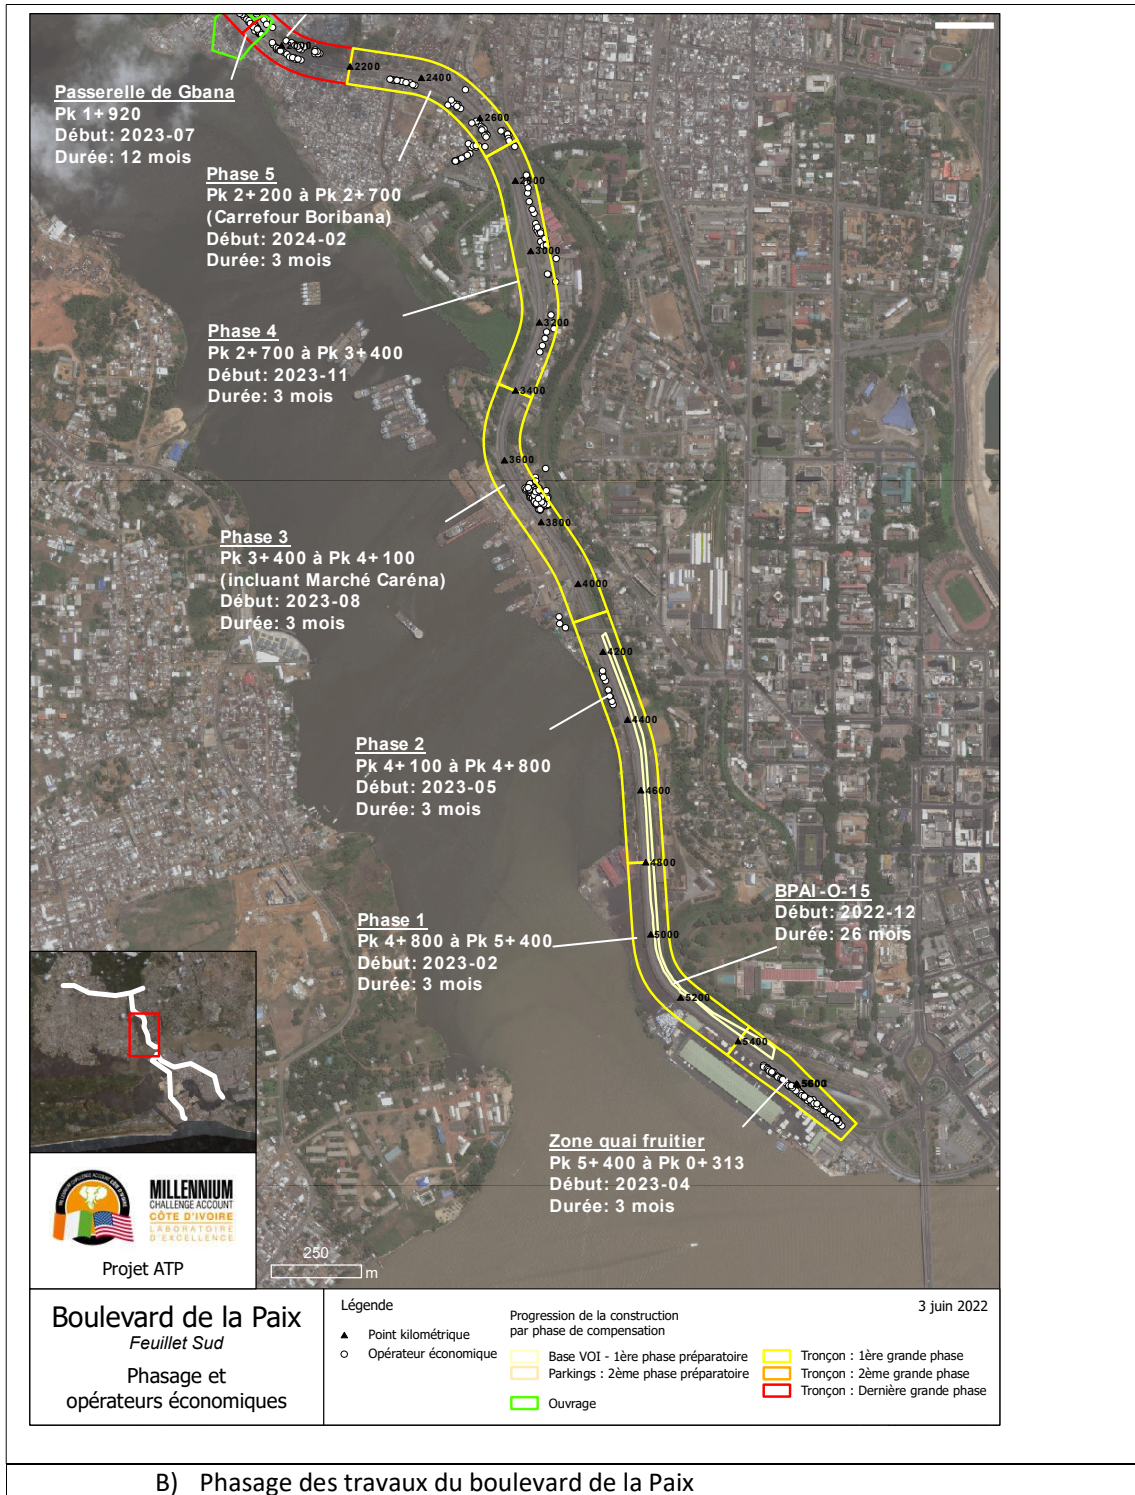 2000
2200
2400
2600
2800
3000
3200
3400
3600
3800
4000
4200
4400
4600
4800
5000
5200
5400
Passerelle de Gbana
Pk 1+920
Début: 2023-07
Durée: 12 mois
Phase 5
Pk 2+200 à Pk 2+700
(Carrefour Boribana)
Début: 2024-02
Durée: 3 mois
Phase 4
Pk 2+700 à Pk 3+400
Début: 2023-11
Durée: 3 mois
Phase 3
Pk 3+400 à Pk 4+100
(incluant Marché Caréna)
Début: 2023-08
Durée: 3 mois
Phase 2
Pk 4+100 à Pk 4+800
Début: 2023-05
Durée: 3 mois
BPAI-O-15
Début: 2022-12
Durée: 26 mois
Phase 1
Pk 4+800 à Pk 5+400
Début: 2023-02
Durée: 3 mois
Zone quai fruitier
Pk 5+400 à Pk 0+313
Début: 2023-04
Durée: 3 mois
MILLENNIUM
CHALLENGE ACCOUNT
CÔTE D'IVOIRE
LABORATOIRE
D'EXCELLENCE
Projet ATP
250
m
Boulevard de la Paix
Feuillet Sud
Phasage et
opérateurs économiques
Légende
Point kilométrique
Opérateur économique
Progression de la construction
par phase de compensation
Base VOI - 1ère phase préparatoire
Parkings : 2ème phase préparatoire
Ouvrage
3 juin 2022
Tronçon : 1ère grande phase
Tronçon : 2ème grande phase
Tronçon : Dernière grande phase
B) Phasage des travaux du boulevard de la Paix